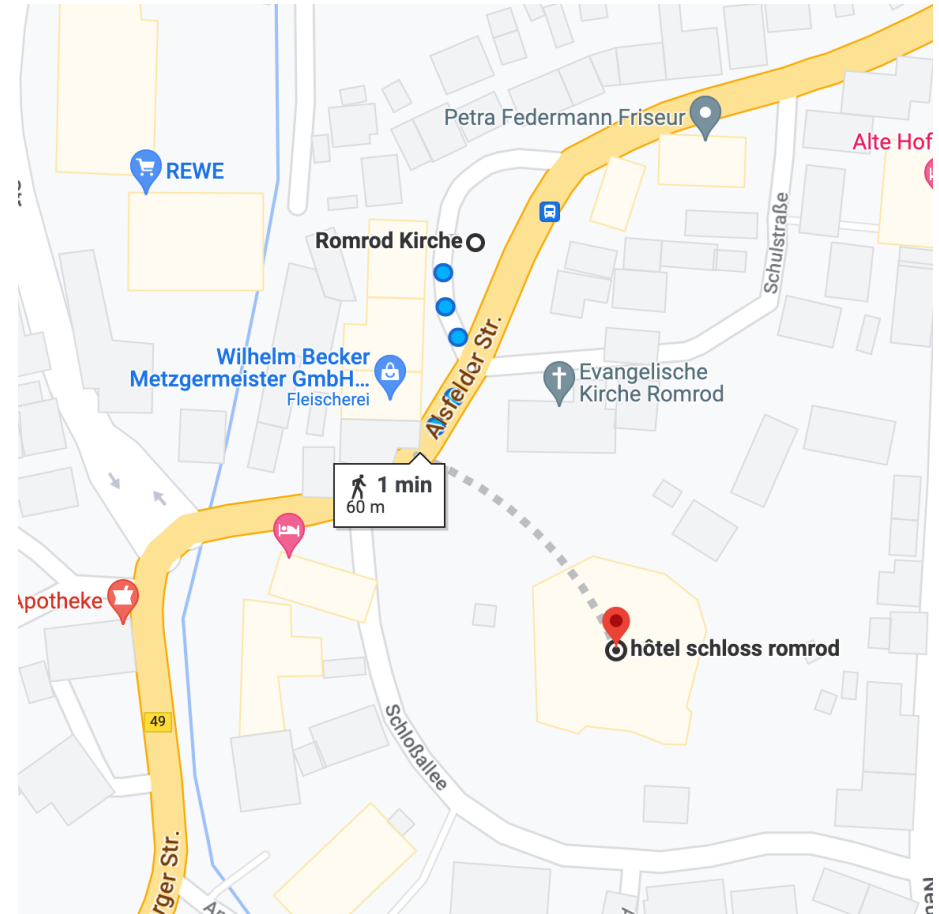 Petra Federmann Friseur
Alte Hof
REWE
Romrod Kirche
Schulstraße
Alsfelder Str.
Wilhelm Becker
Metzgermeister GmbH...
Fleischerei
Evangelische
Kirche Romrod
1 min
60 m
Apotheke
hôtel schloss romrod
49
Schloßallee
rger Str.